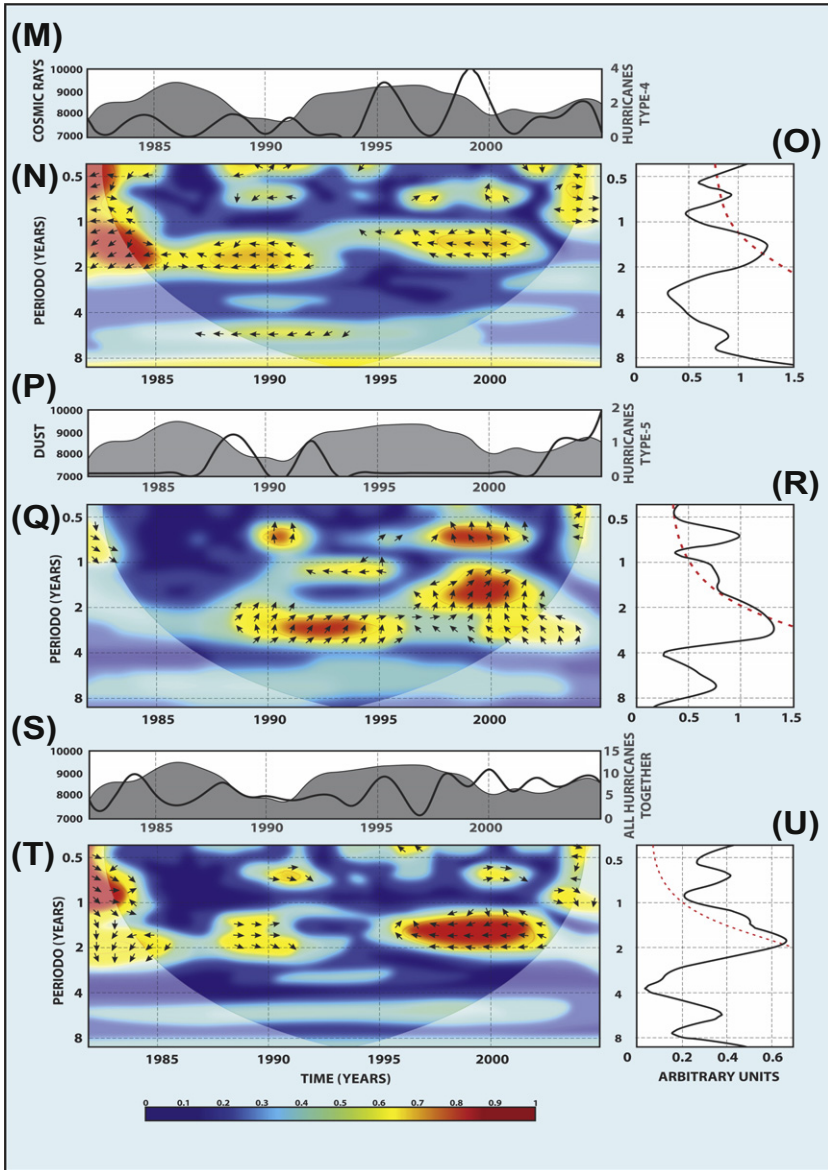 (M)
COSMIC RAYS
10000
9000
8000
7000
4
2
0
HURRICANES
TYPE-4
1985 1990 1995 2000
(N)
PERIODO (YEARS)
0.5
1
2
4
8
1985 1990 1995 2000
(O)
0.5
1
2
4
8
0 0.5 1 1.5
(P)
DUST
10000
9000
8000
7000
2
1
0
HURRICANES
TYPE-5
1985 1990 1995 2000
(Q)
PERIODO (YEARS)
0.5
1
2
4
8
1985 1990 1995 2000
(R)
0.5
1
2
4
8
0 0.5 1 1.5
(S)
10000
9000
8000
7000
15
10
5
0
ALL HURRICANES
TOGETHER
1985 1990 1995 2000
(T)
PERIODO (YEARS)
0.5
1
2
4
8
1985 1990 1995 2000
TIME (YEARS)
(U)
0.5
1
2
4
8
0 0.2 0.4 0.6
ARBITRARY UNITS
0 0.1 0.2 0.3 0.4 0.5 0.6 0.7 0.8 0.9 1